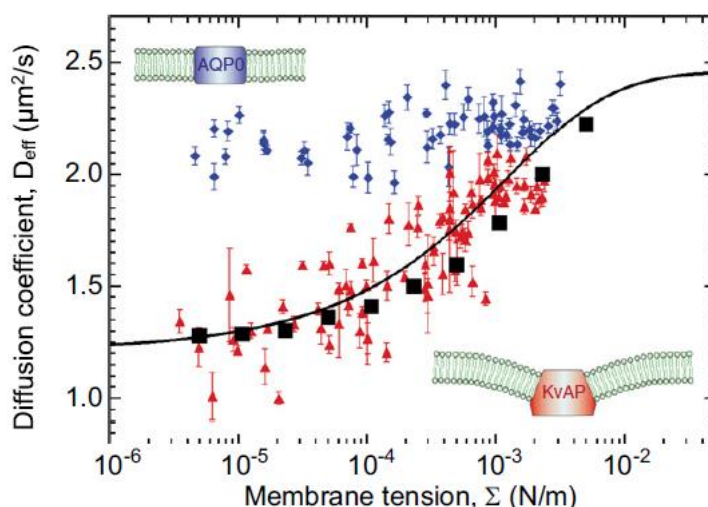 AQP0
KvAP
Diffusion coefficient, D_eff (µm²/s)
2.5
2.0
1.5
1.0
10⁻⁶
10⁻⁵
10⁻⁴
10⁻³
10⁻²
Membrane tension, Σ (N/m)